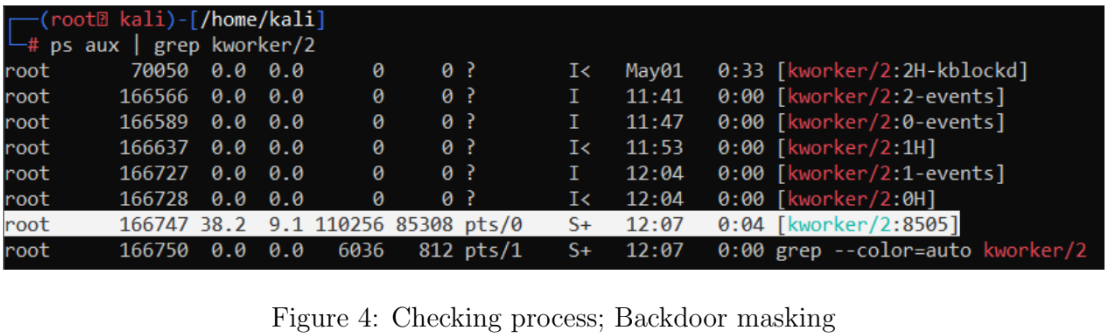 (root㉿ kali)-[/home/kali]
# ps aux | grep kworker/2
root 70050 0.0 0.0 0 0 ? I< May01 0:33 [kworker/2:2H-kblockd]
root 166566 0.0 0.0 0 0 ? I 11:41 0:00 [kworker/2:2-events]
root 166589 0.0 0.0 0 0 ? I 11:47 0:00 [kworker/2:0-events]
root 166637 0.0 0.0 0 0 ? I< 11:53 0:00 [kworker/2:1H]
root 166727 0.0 0.0 0 0 ? I 12:04 0:00 [kworker/2:1-events]
root 166728 0.0 0.0 0 0 ? I< 12:04 0:00 [kworker/2:0H]
root 166747 38.2 9.1 110256 85308 pts/0 S+ 12:07 0:04 [kworker/2:8505]
root 166750 0.0 0.0 6036 812 pts/1 S+ 12:07 0:00 grep --color=auto kworker/2
Figure 4: Checking process; Backdoor masking